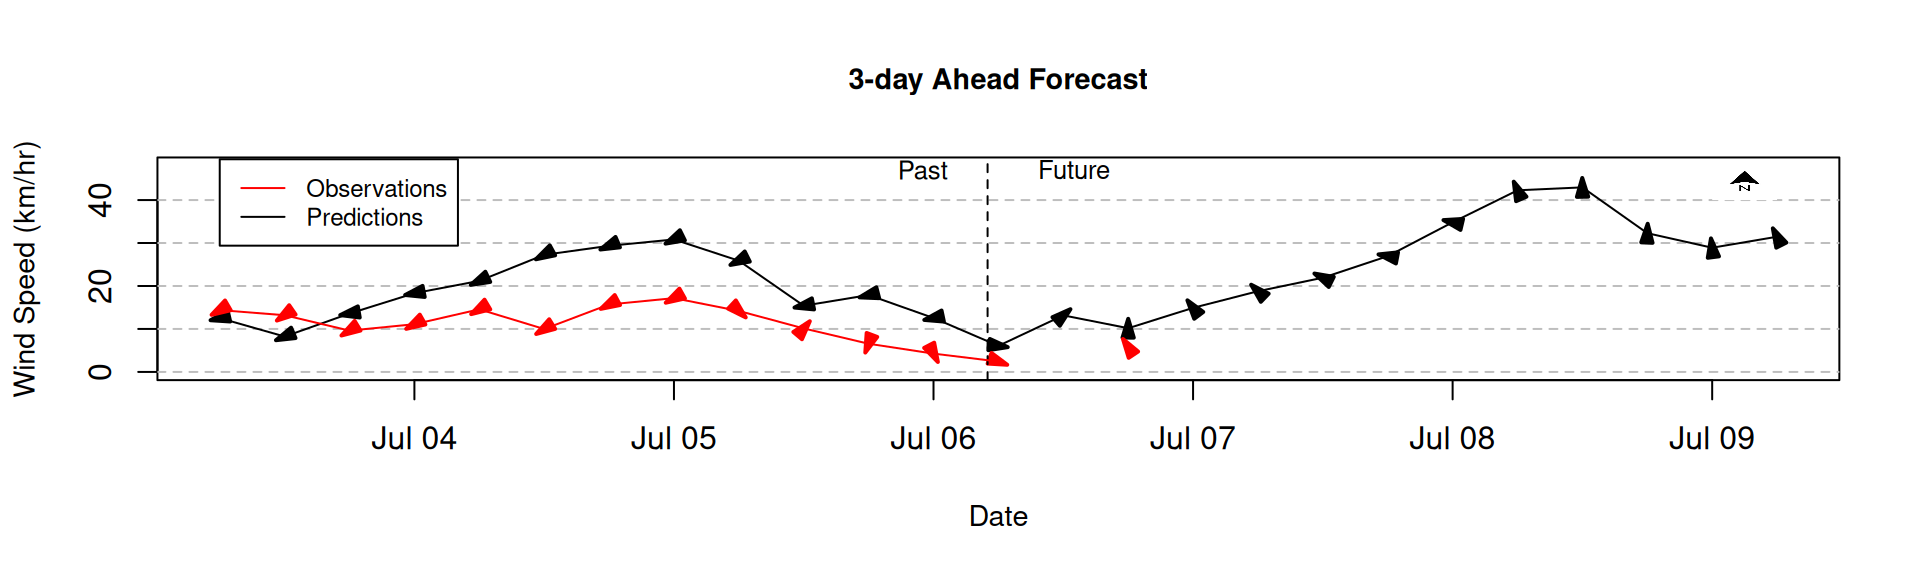 3-day Ahead Forecast
Past Future
Observations
Predictions
N
Wind Speed (km/hr)
40
20
0
Jul 04 Jul 05 Jul 06 Jul 07 Jul 08 Jul 09
Date